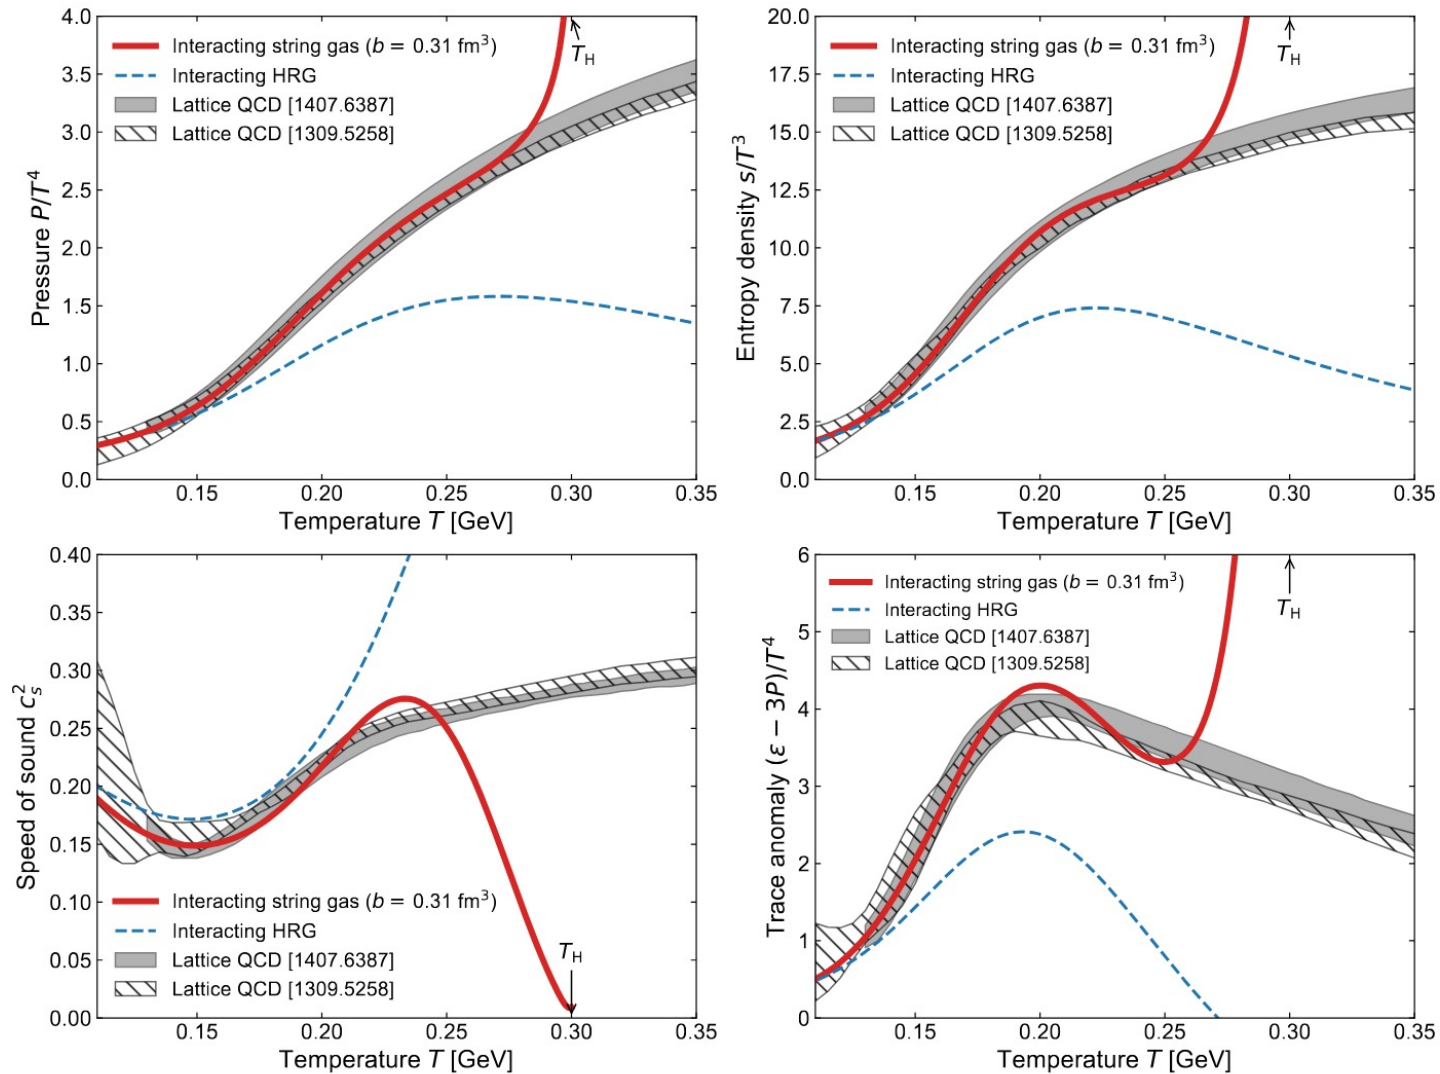 4.0
3.5
3.0
2.5
2.0
1.5
1.0
0.5
0.0
Pressure P/T⁴
Interacting string gas (b = 0.31 fm³)
Interacting HRG
Lattice QCD [1407.6387]
Lattice QCD [1309.5258]
T_H
0.15 0.20 0.25 0.30 0.35
Temperature T [GeV]
20.0
17.5
15.0
12.5
10.0
7.5
5.0
2.5
0.0
Entropy density s/T³
Interacting string gas (b = 0.31 fm³)
Interacting HRG
Lattice QCD [1407.6387]
Lattice QCD [1309.5258]
T_H
0.15 0.20 0.25 0.30 0.35
Temperature T [GeV]
0.40
0.35
0.30
0.25
0.20
0.15
0.10
0.05
0.00
Speed of sound c_s²
Interacting string gas (b = 0.31 fm³)
Interacting HRG
Lattice QCD [1407.6387]
Lattice QCD [1309.5258]
T_H
0.15 0.20 0.25 0.30 0.35
Temperature T [GeV]
6
5
4
3
2
1
0
Trace anomaly (ε − 3P)/T⁴
Interacting string gas (b = 0.31 fm³)
Interacting HRG
Lattice QCD [1407.6387]
Lattice QCD [1309.5258]
T_H
0.15 0.20 0.25 0.30 0.35
Temperature T [GeV]